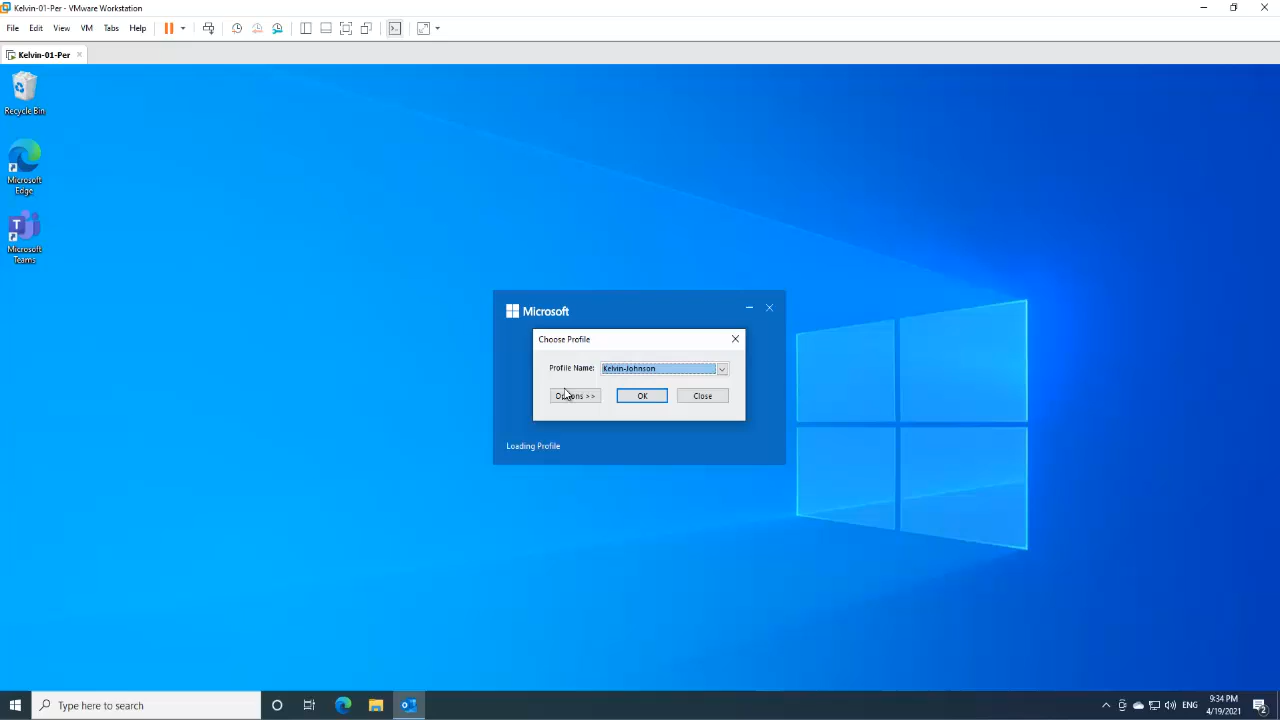 Kelvin-01-Per - VMware Workstation
File Edit View VM Tabs Help
Kelvin-01-Per
Recycle Bin
Microsoft
Edge
Microsoft
Teams
Microsoft
Choose Profile
Profile Name: Kelvin-Johnson
Options >> OK Close
Loading Profile
Type here to search
ENG
9:34 PM
4/19/2021
2